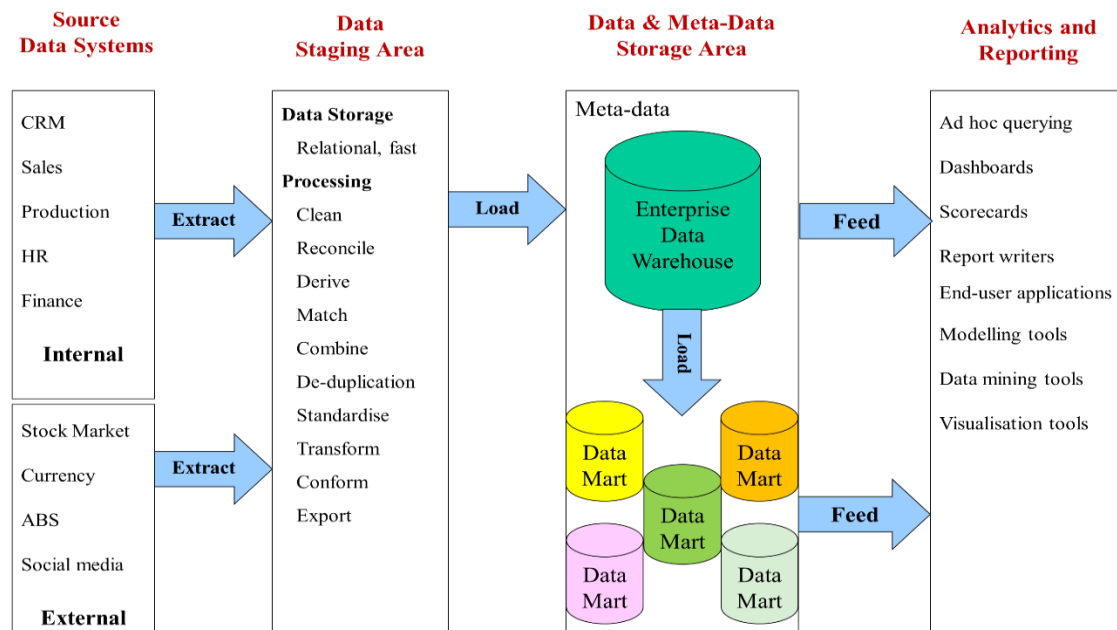 Source
Data Systems
CRM
Sales
Production
HR
Finance
Internal
Stock Market
Currency
ABS
Social media
External
Extract
Extract
Data
Staging Area
Data Storage
Relational, fast
Processing
Clean
Reconcile
Derive
Match
Combine
De-duplication
Standardise
Transform
Conform
Export
Load
Data & Meta-Data
Storage Area
Meta-data
Enterprise
Data
Warehouse
Load
Data
Mart
Data
Mart
Data
Mart
Data
Mart
Data
Mart
Feed
Feed
Analytics and
Reporting
Ad hoc querying
Dashboards
Scorecards
Report writers
End-user applications
Modelling tools
Data mining tools
Visualisation tools